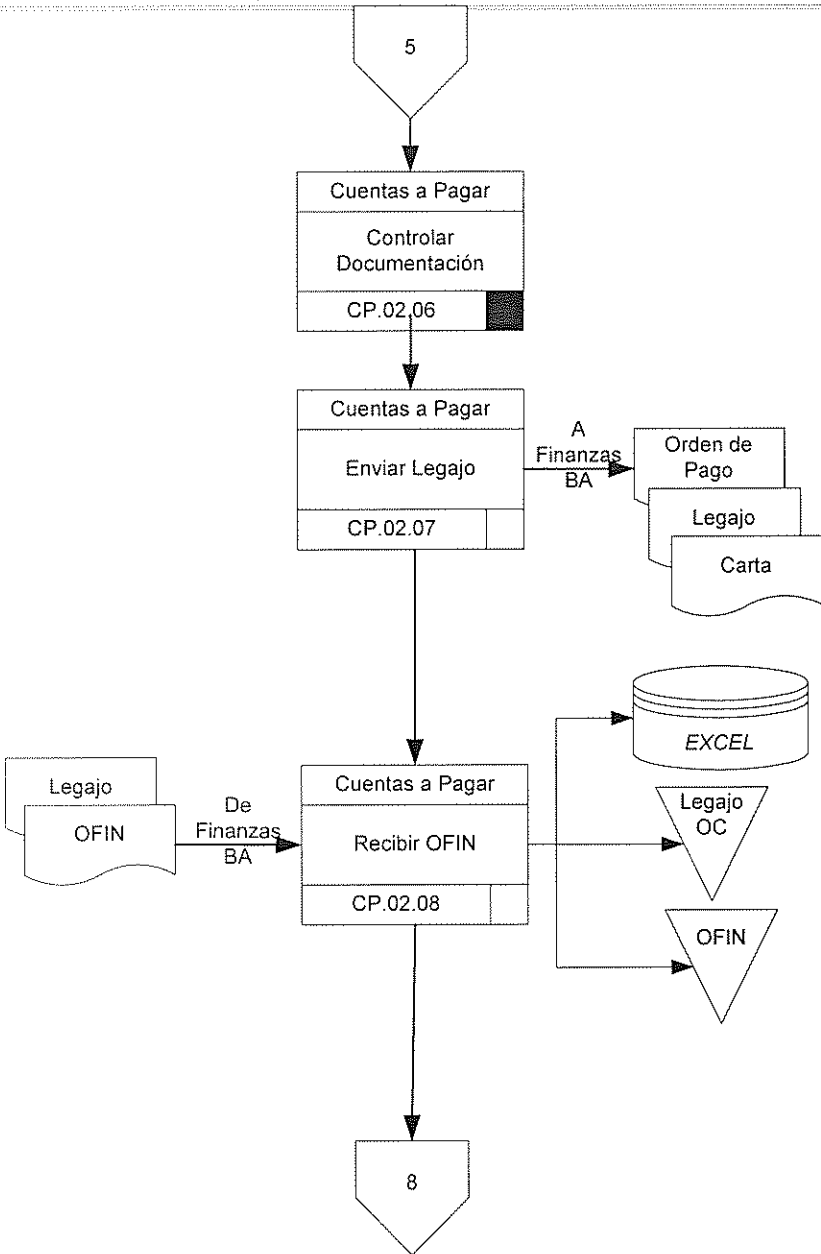 5
Cuentas a Pagar
Controlar
Documentación
CP.02.06
Cuentas a Pagar
Enviar Legajo
CP.02.07
A
Finanzas
BA
Orden de
Pago
Legajo
Carta
EXCEL
Legajo
OFIN
De
Finanzas
BA
Cuentas a Pagar
Recibir OFIN
CP.02.08
Legajo
OC
OFIN
8